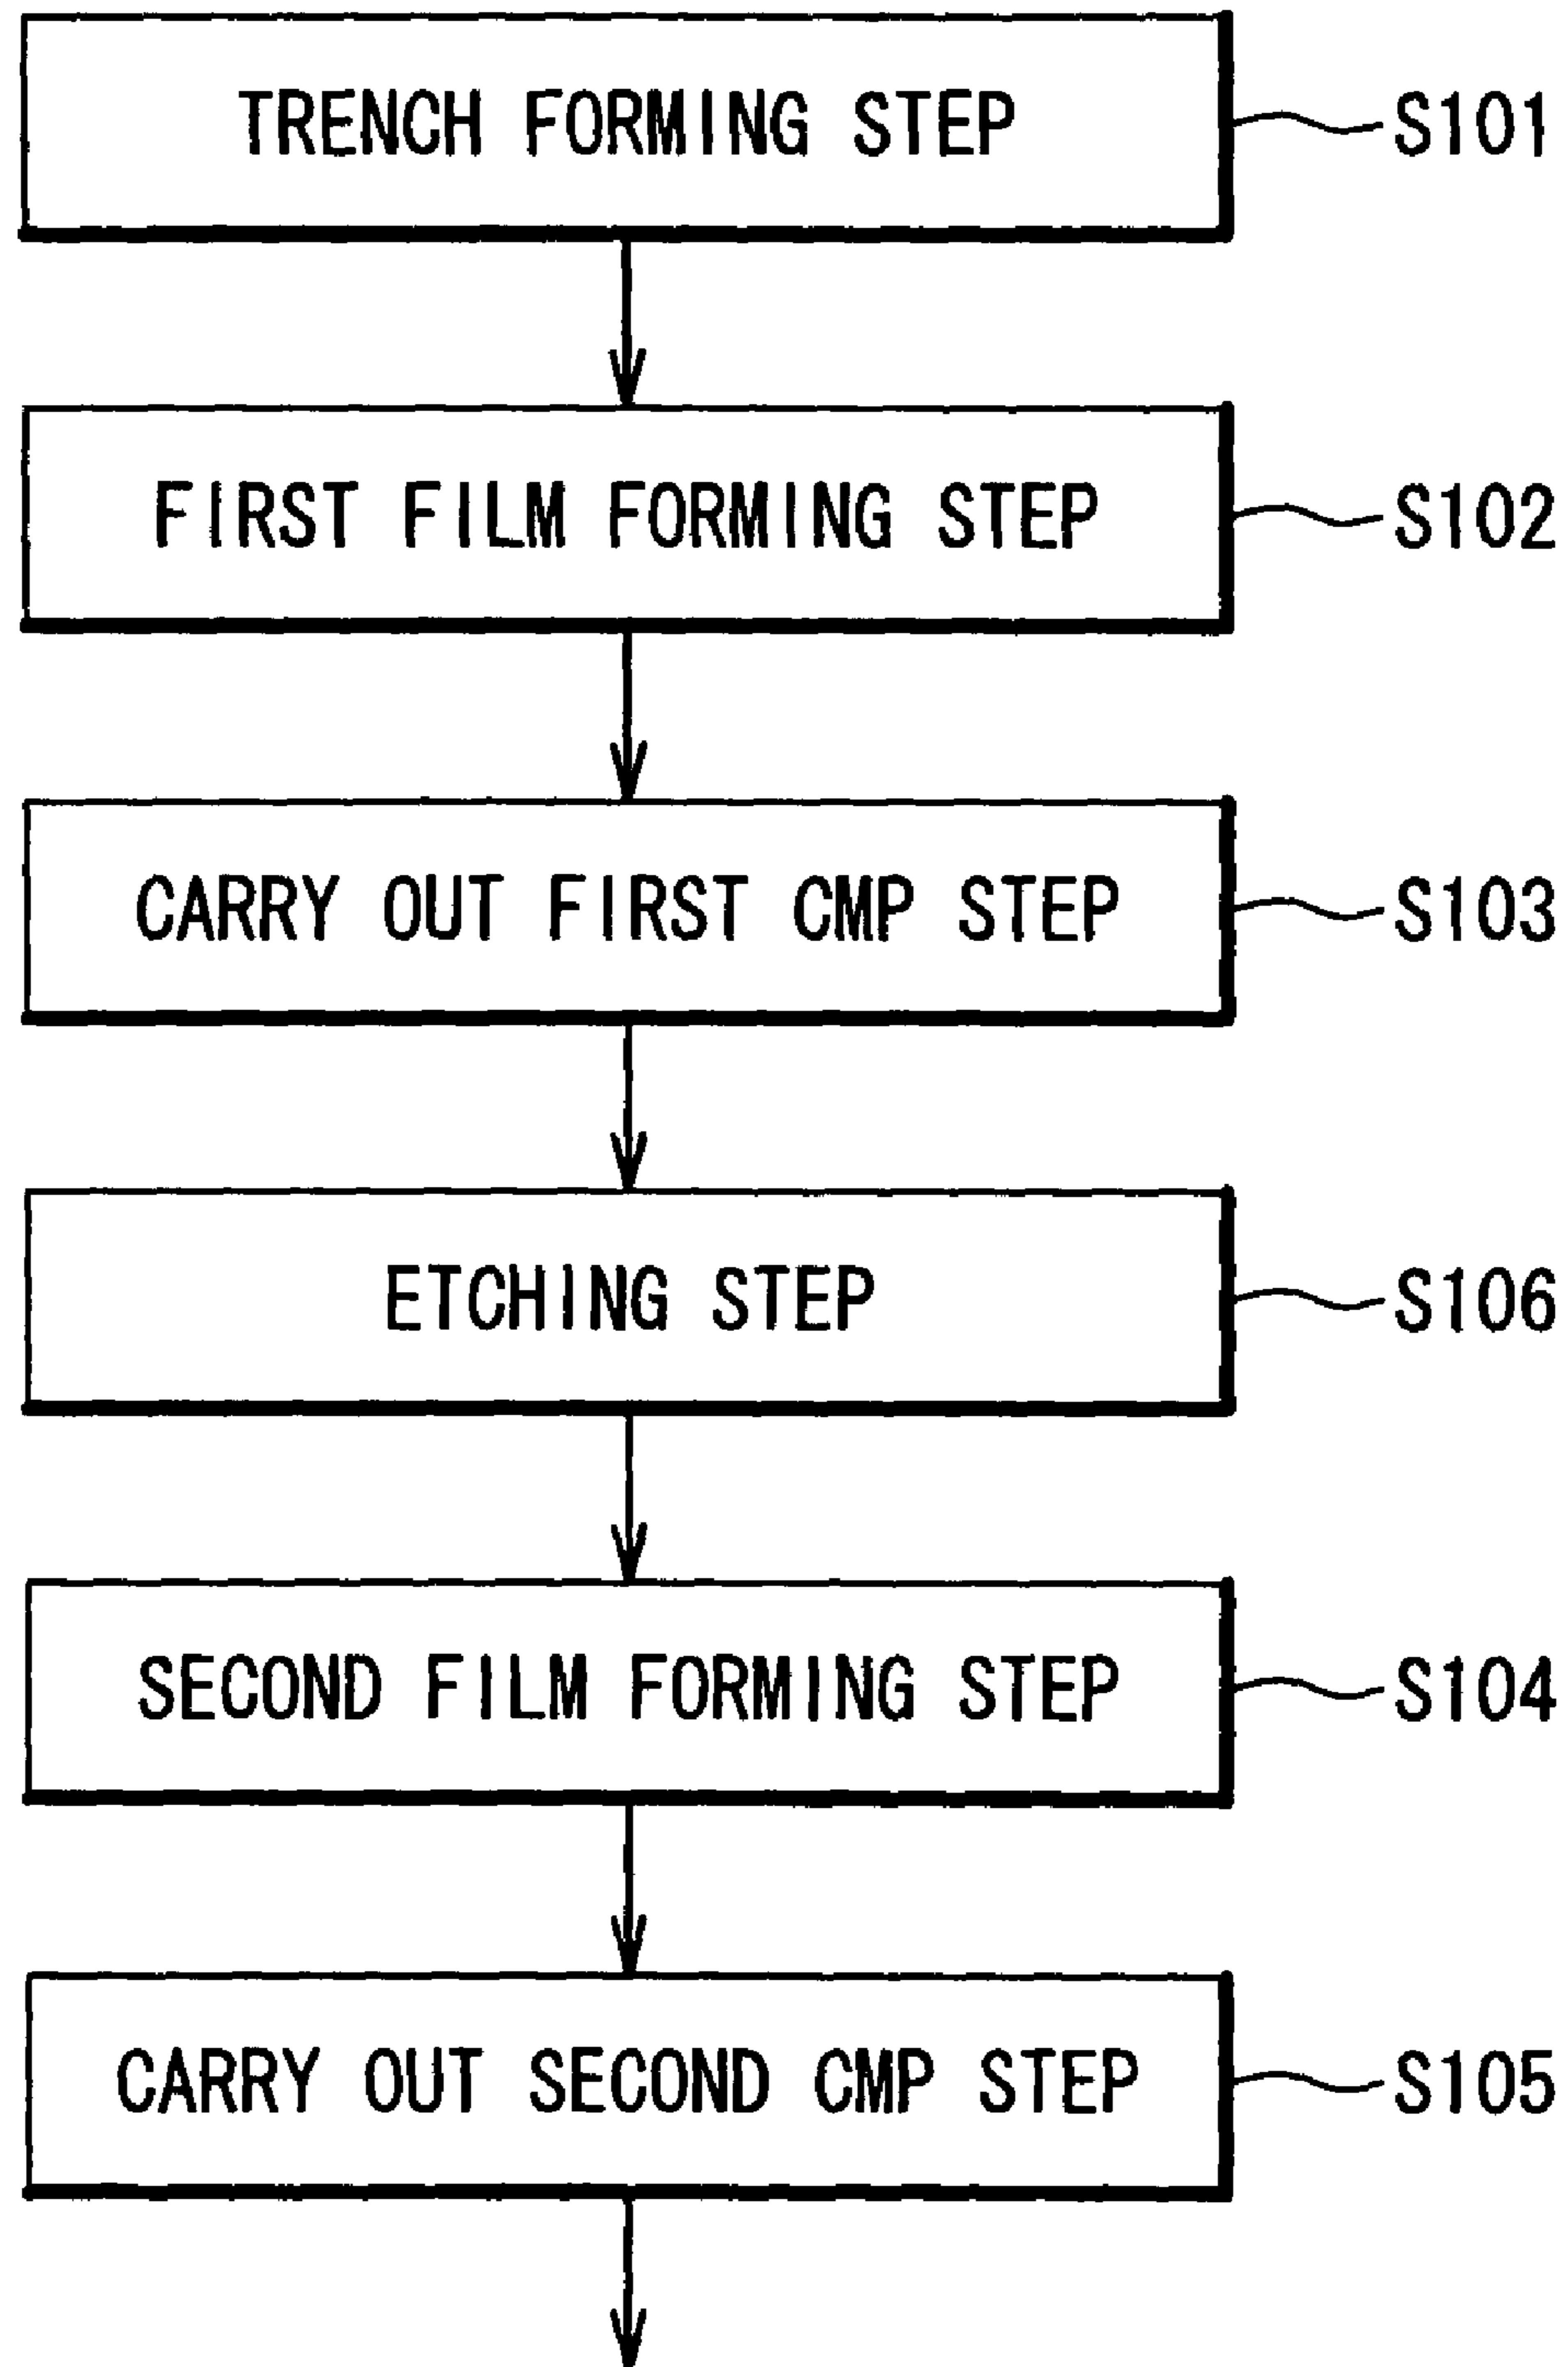 TRENCH FORMING STEP S101
FIRST FILM FORMING STEP S102
CARRY OUT FIRST CMP STEP S103
ETCHING STEP S106
SECOND FILM FORMING STEP S104
CARRY OUT SECOND CMP STEP S105